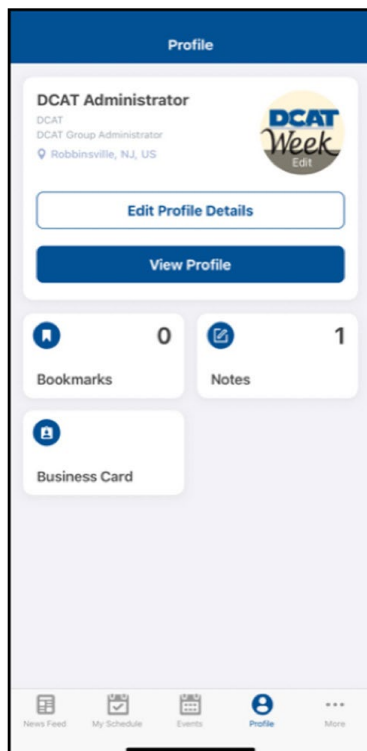 Profile
DCAT Administrator
DCAT
DCAT Group Administrator
Robbinsville, NJ, US
DCAT
Week
Edit
Edit Profile Details
View Profile
0
Bookmarks
1
Notes
Business Card
News Feed
My Schedule
Events
Profile
More